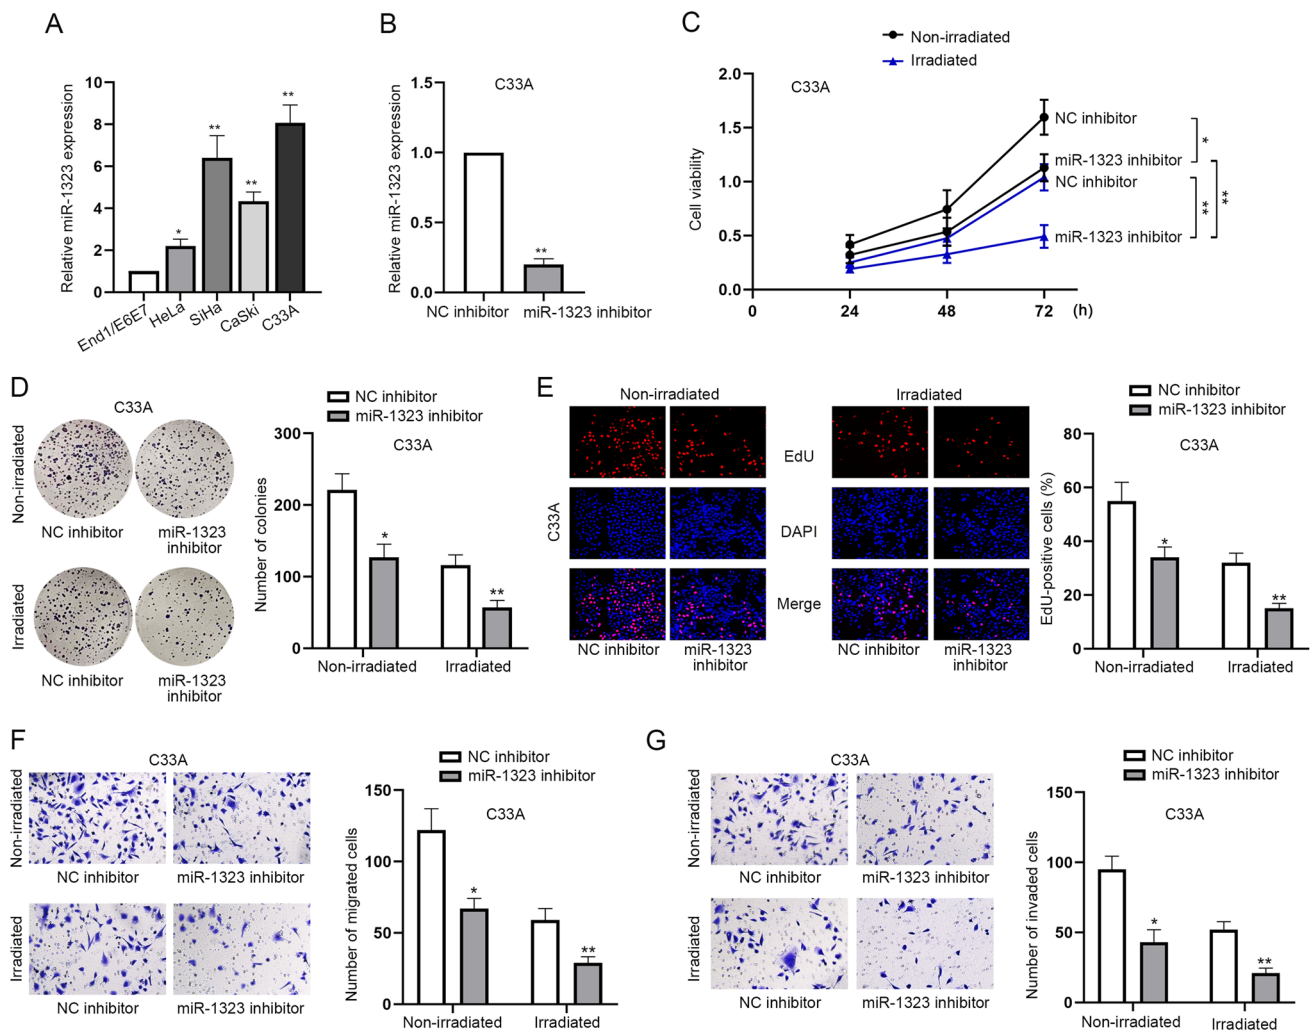 A
Relative miR-1323 expression
10
8
6
4
2
0
*
**
**
**
End1/E6E7
HeLa
SiHa
CaSki
C33A
B
C33A
Relative miR-1323 expression
1.5
1.0
0.5
0.0
**
NC inhibitor
miR-1323 inhibitor
C
Non-irradiated
Irradiated
C33A
Cell viability
2.0
1.5
1.0
0.5
0.0
0
24
48
72
(h)
NC inhibitor
miR-1323 inhibitor
NC inhibitor
miR-1323 inhibitor
*
**
**
D
C33A
Non-irradiated
NC inhibitor
miR-1323
inhibitor
Irradiated
NC inhibitor
miR-1323
inhibitor
NC inhibitor
miR-1323 inhibitor
C33A
Number of colonies
300
200
100
0
*
**
Non-irradiated
Irradiated
E
Non-irradiated
Irradiated
C33A
EdU
DAPI
Merge
NC inhibitor
miR-1323
inhibitor
NC inhibitor
miR-1323
inhibitor
NC inhibitor
miR-1323 inhibitor
C33A
EdU-positive cells (%)
80
60
40
20
0
*
**
Non-irradiated
Irradiated
F
C33A
Non-irradiated
NC inhibitor
miR-1323 inhibitor
Irradiated
NC inhibitor
miR-1323 inhibitor
NC inhibitor
miR-1323 inhibitor
C33A
Number of migrated cells
150
100
50
0
*
**
Non-irradiated
Irradiated
G
C33A
Non-irradiated
NC inhibitor
miR-1323 inhibitor
Irradiated
NC inhibitor
miR-1323 inhibitor
NC inhibitor
miR-1323 inhibitor
C33A
Number of invaded cells
150
100
50
0
*
**
Non-irradiated
Irradiated